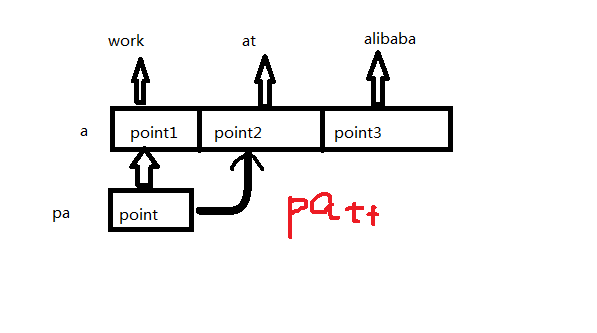 work at alibaba
a point1 point2 point3
pa point
pa++